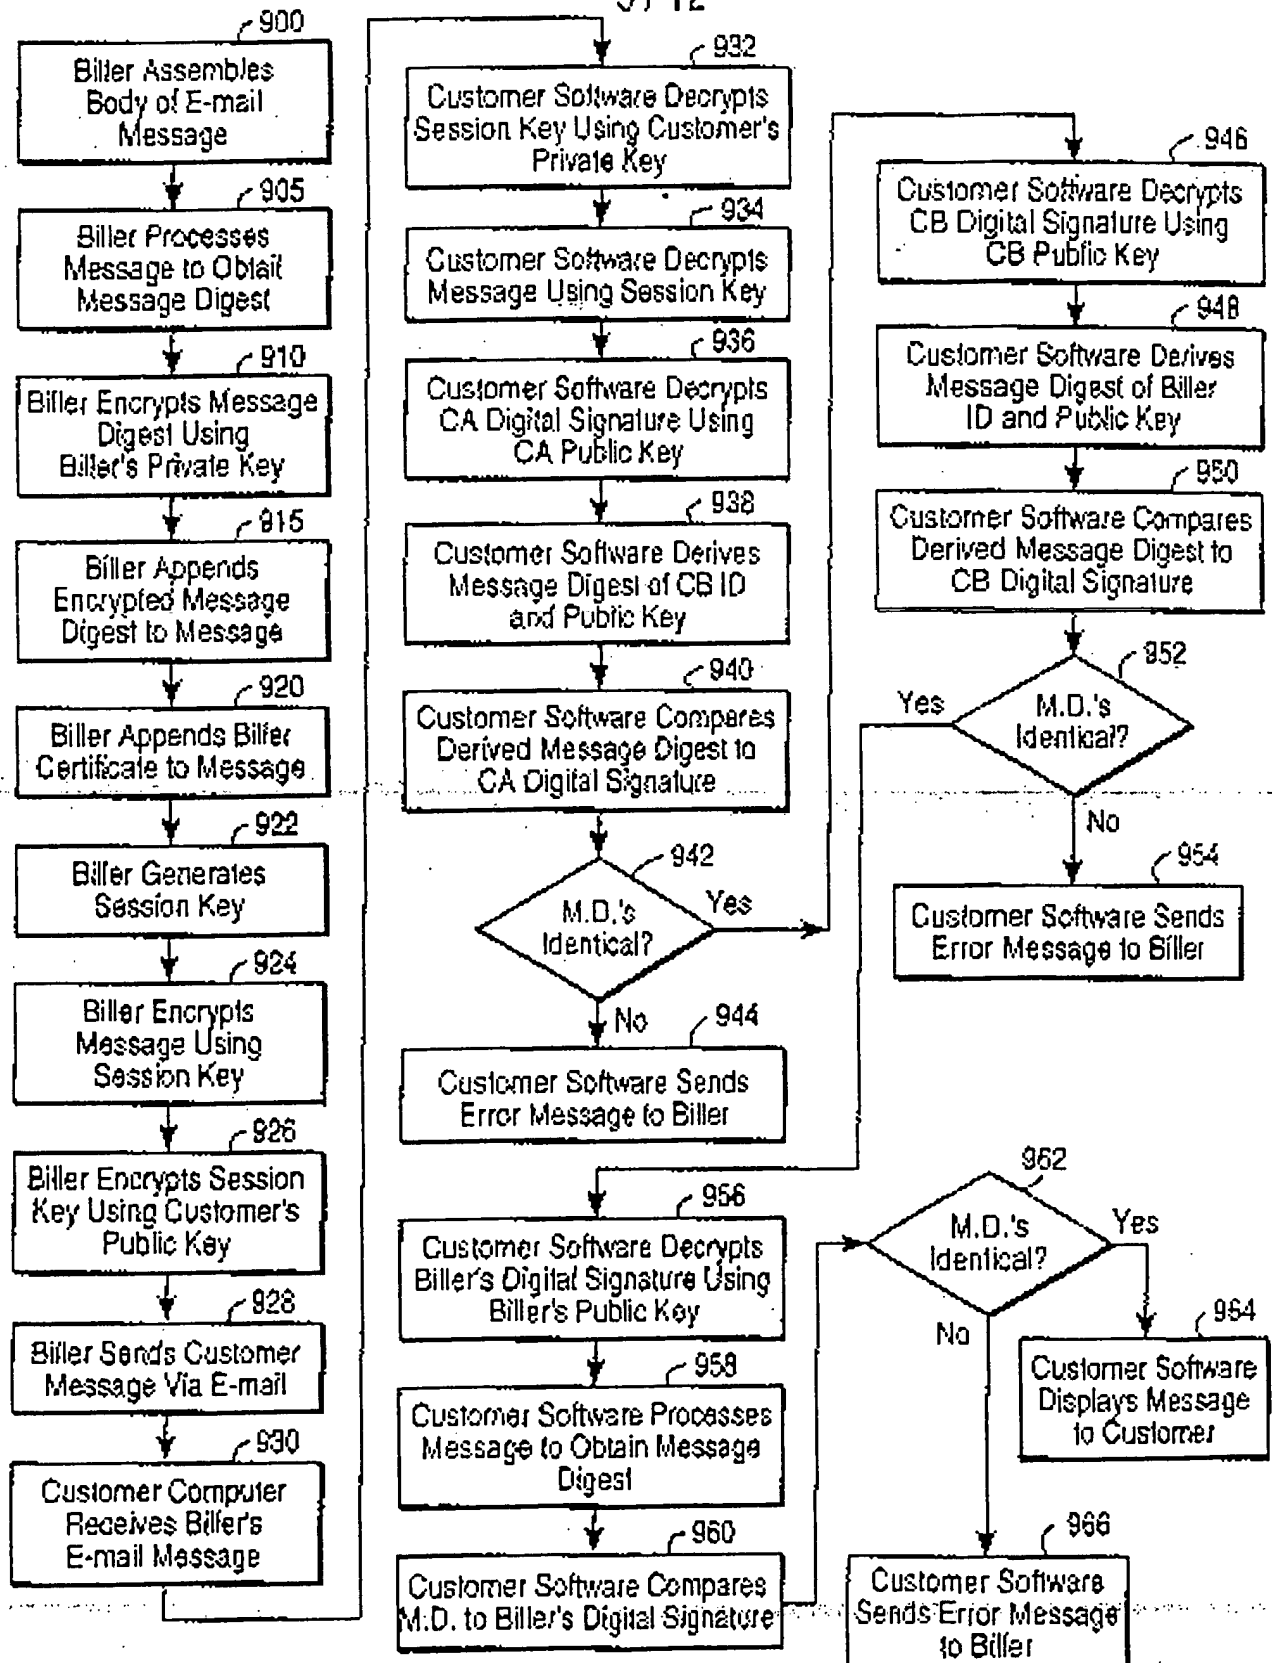 900
Biller Assembles
Body of E-mail
Message
905
Biller Processes
Message to Obtain
Message Digest
910
Biller Encrypts Message
Digest Using
Biller's Private Key
915
Biller Appends
Encrypted Message
Digest to Message
920
Biller Appends Biller
Certificate to Message
922
Biller Generates
Session Key
924
Biller Encrypts
Message Using
Session Key
926
Biller Encrypts Session
Key Using Customer's
Public Key
928
Biller Sends Customer
Message Via E-mail
930
Customer Computer
Receives Biller's
E-mail Message
932
Customer Software Decrypts
Session Key Using Customer's
Private Key
934
Customer Software Decrypts
Message Using Session Key
936
Customer Software Decrypts
CA Digital Signature Using
CA Public Key
938
Customer Software Derives
Message Digest of CB ID
and Public Key
940
Customer Software Compares
Derived Message Digest to
CA Digital Signature
942
M.D.'s
Identical?
Yes
No
944
Customer Software Sends
Error Message to Biller
946
Customer Software Decrypts
CB Digital Signature Using
CB Public Key
948
Customer Software Derives
Message Digest of Biller
ID and Public Key
950
Customer Software Compares
Derived Message Digest to
CB Digital Signature
952
Yes
M.D.'s
Identical?
No
954
Customer Software Sends
Error Message to Biller
956
Customer Software Decrypts
Biller's Digital Signature Using
Biller's Public Key
958
Customer Software Processes
Message to Obtain Message
Digest
960
Customer Software Compares
M.D. to Biller's Digital Signature
962
M.D.'s
Identical?
Yes
No
964
Customer Software
Displays Message
to Customer
966
Customer Software
Sends Error Message
to Biller